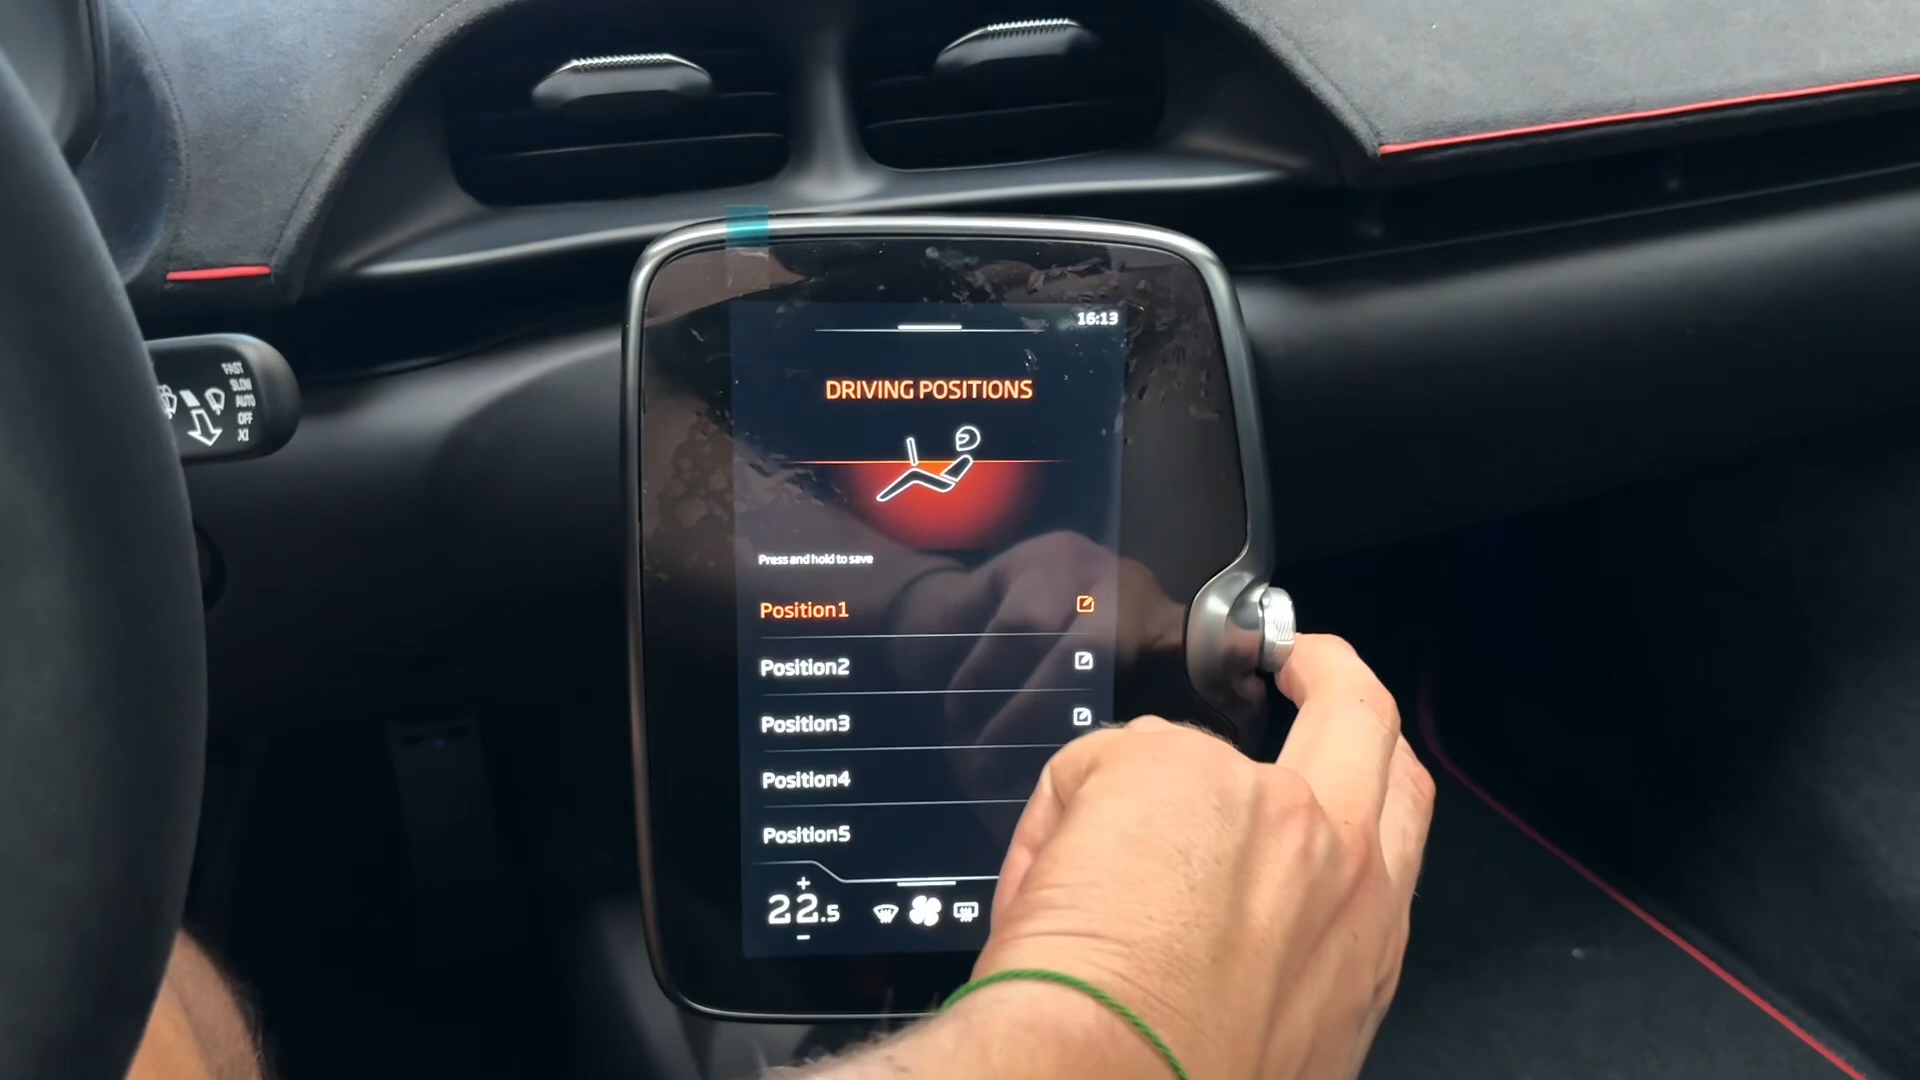 16:13
DRIVING POSITIONS
Press and hold to save
Position1
Position2
Position3
Position4
Position5
+
22.5
-
FAST
SLOW
AUTO
OFF
X1